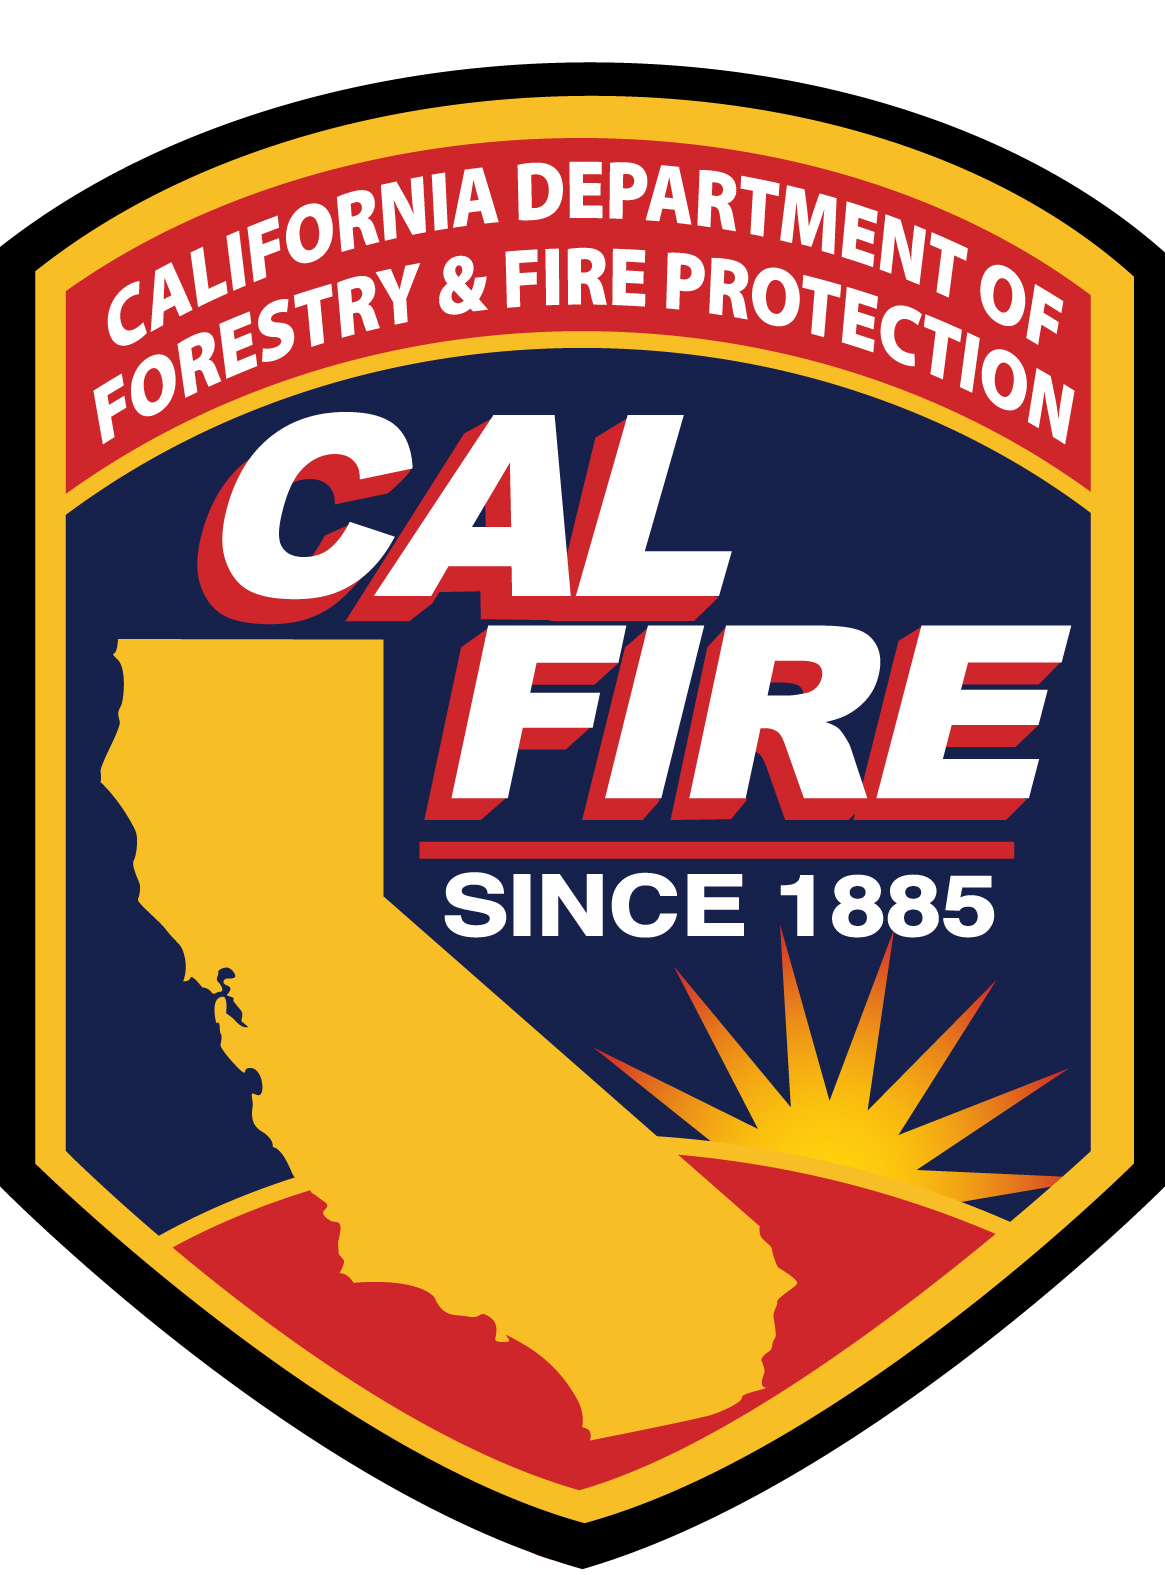 CALIFORNIA DEPARTMENT OF
FORESTRY & FIRE PROTECTION
CAL
FIRE
SINCE 1885